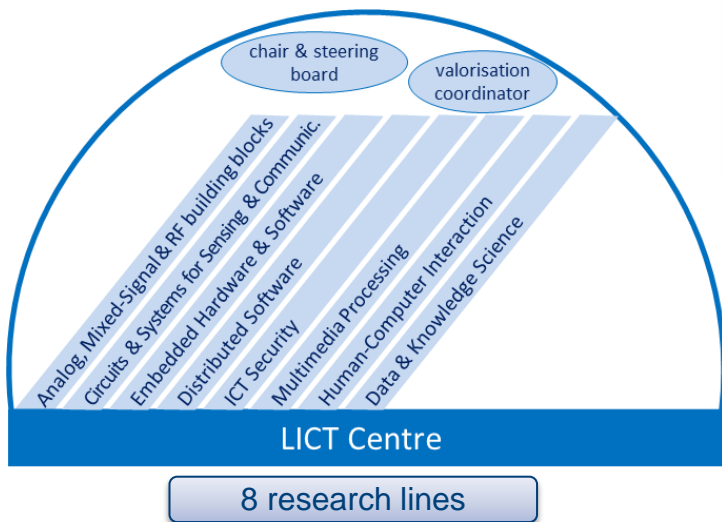 chair & steering
board
valorisation
coordinator
Analog, Mixed-Signal & RF building blocks
Circuits & Systems for Sensing & Communic.
Embedded Hardware & Software
Distributed Software
ICT Security
Multimedia Processing
Human-Computer Interaction
Data & Knowledge Science
LICT Centre
8 research lines